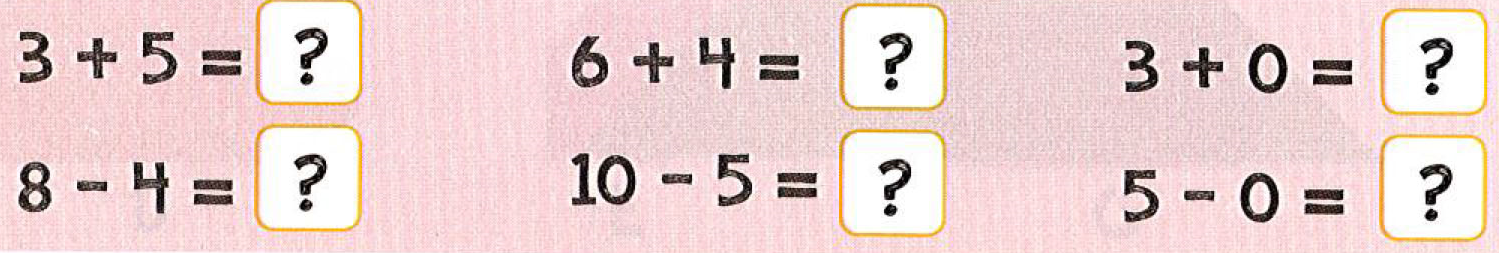 3 + 5 = ? 6 + 4 = ? 3 + 0 = ?
8 - 4 = ? 10 - 5 = ? 5 - 0 = ?